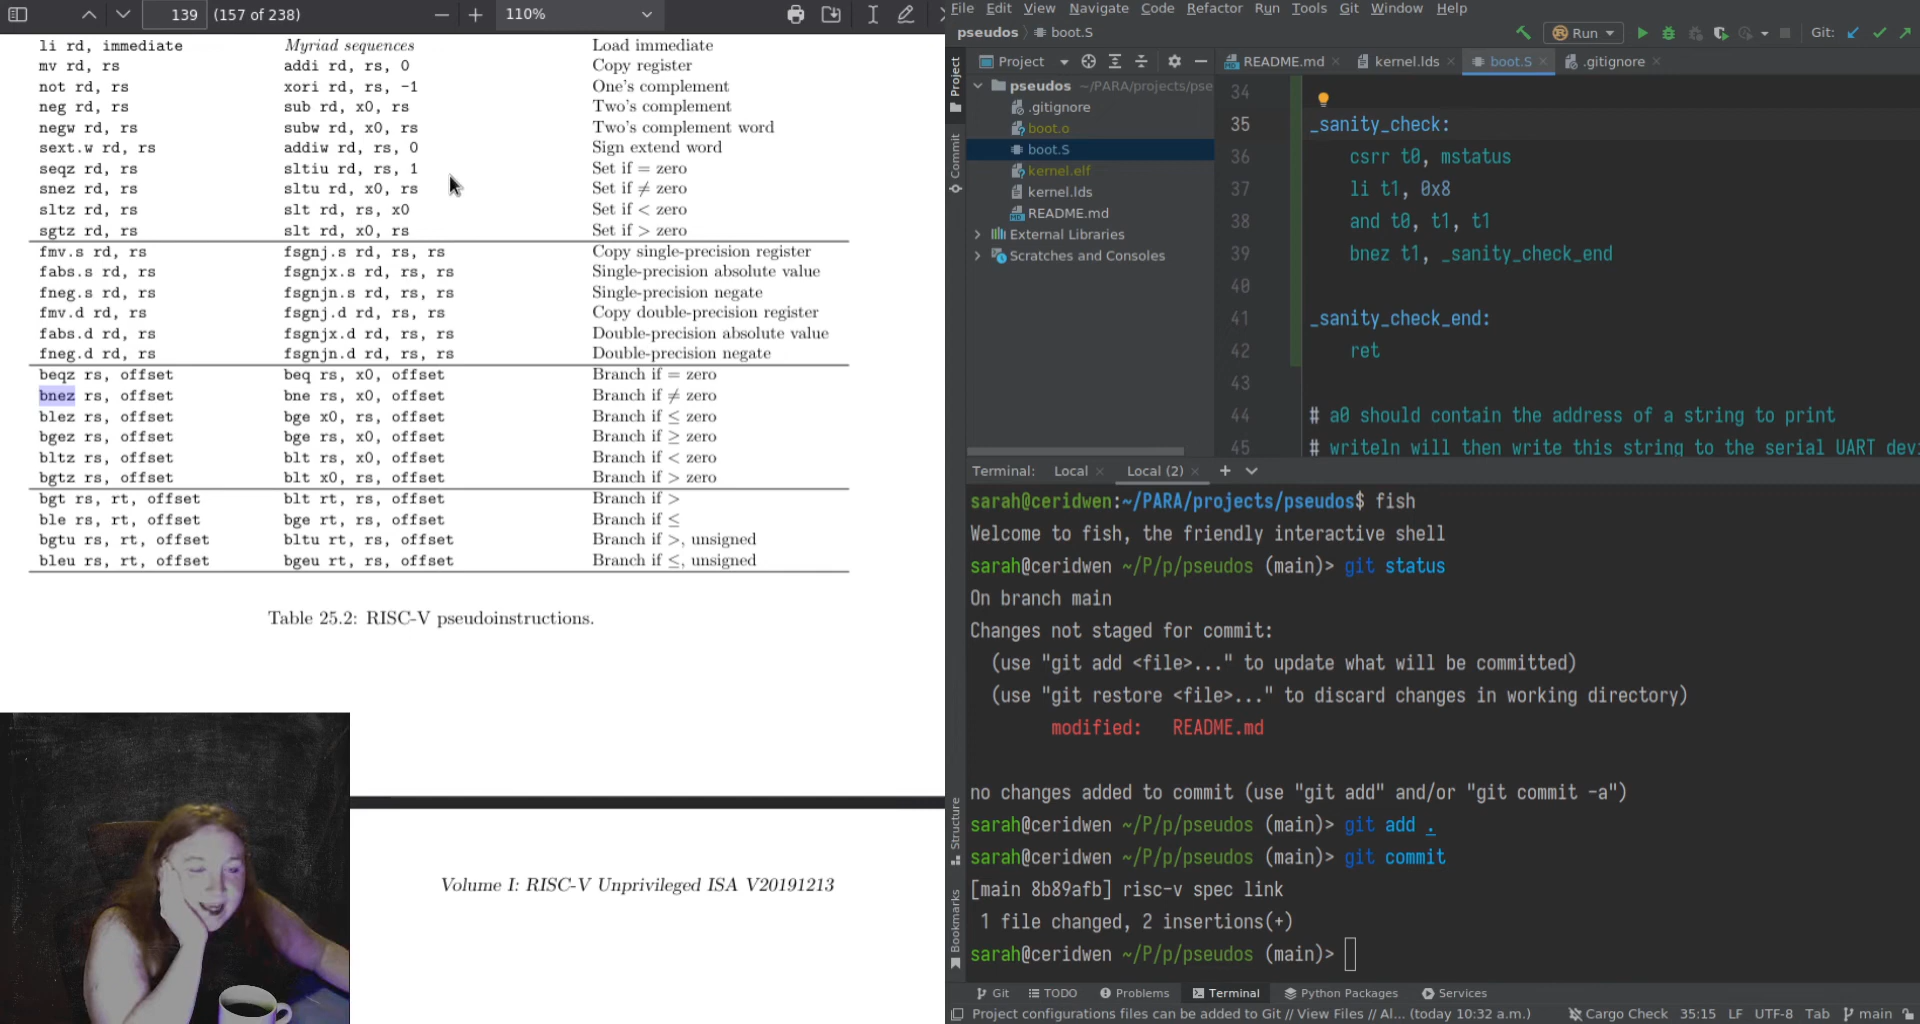 139 (157 of 238) 110%
li rd, immediate Myriad sequences Load immediate
mv rd, rs addi rd, rs, 0 Copy register
not rd, rs xori rd, rs, -1 One's complement
neg rd, rs sub rd, x0, rs Two's complement
negw rd, rs subw rd, x0, rs Two's complement word
sext.w rd, rs addiw rd, rs, 0 Sign extend word
seqz rd, rs sltiu rd, rs, 1 Set if = zero
snez rd, rs sltu rd, x0, rs Set if ≠ zero
sltz rd, rs slt rd, rs, x0 Set if < zero
sgtz rd, rs slt rd, x0, rs Set if > zero
fmv.s rd, rs fsgnj.s rd, rs, rs Copy single-precision register
fabs.s rd, rs fsgnjx.s rd, rs, rs Single-precision absolute value
fneg.s rd, rs fsgnjn.s rd, rs, rs Single-precision negate
fmv.d rd, rs fsgnj.d rd, rs, rs Copy double-precision register
fabs.d rd, rs fsgnjx.d rd, rs, rs Double-precision absolute value
fneg.d rd, rs fsgnjn.d rd, rs, rs Double-precision negate
beqz rs, offset beq rs, x0, offset Branch if = zero
bnez rs, offset bne rs, x0, offset Branch if ≠ zero
blez rs, offset bge x0, rs, offset Branch if ≤ zero
bgez rs, offset bge rs, x0, offset Branch if ≥ zero
bltz rs, offset blt rs, x0, offset Branch if < zero
bgtz rs, offset blt x0, rs, offset Branch if > zero
bgt rs, rt, offset blt rt, rs, offset Branch if >
ble rs, rt, offset bge rt, rs, offset Branch if ≤
bgtu rs, rt, offset bltu rt, rs, offset Branch if >, unsigned
bleu rs, rt, offset bgeu rt, rs, offset Branch if ≤, unsigned
Table 25.2: RISC-V pseudoinstructions.
Volume I: RISC-V Unprivileged ISA V20191213
File Edit View Navigate Code Refactor Run Tools Git Window Help
pseudos boot.S Run Git:
Project
Commit
Structure
Bookmarks
Project
pseudos ~/PARA/projects/pse
.gitignore
boot.o
boot.S
kernel.elf
kernel.lds
README.md
External Libraries
Scratches and Consoles
README.md kernel.lds boot.S .gitignore
34
35 _sanity_check:
36 csrr t0, mstatus
37 li t1, 0x8
38 and t0, t1, t1
39 bnez t1, _sanity_check_end
40
41 _sanity_check_end:
42 ret
43
44 # a0 should contain the address of a string to print
45 # writeln will then write this string to the serial UART devi
Terminal: Local Local (2)
sarah@ceridwen:~/PARA/projects/pseudos$ fish
Welcome to fish, the friendly interactive shell
sarah@ceridwen ~/P/p/pseudos (main)> git status
On branch main
Changes not staged for commit:
(use "git add <file>..." to update what will be committed)
(use "git restore <file>..." to discard changes in working directory)
modified: README.md
no changes added to commit (use "git add" and/or "git commit -a")
sarah@ceridwen ~/P/p/pseudos (main)> git add .
sarah@ceridwen ~/P/p/pseudos (main)> git commit
[main 8b89afb] risc-v spec link
1 file changed, 2 insertions(+)
sarah@ceridwen ~/P/p/pseudos (main)>
Git TODO Problems Terminal Python Packages Services
Project configurations files can be added to Git // View Files // Al... (today 10:32 a.m.) Cargo Check 35:15 LF UTF-8 Tab main